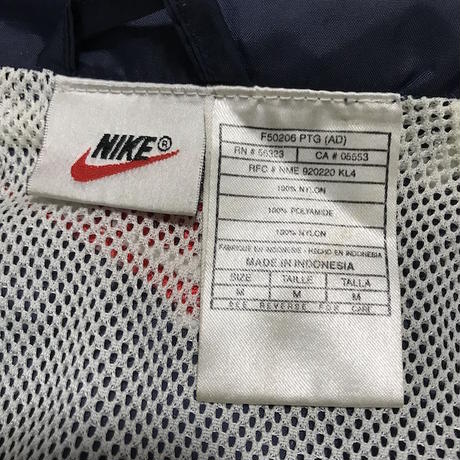 NIKE®
F50206 PTG (AD)
RN # 56323 CA # 05553
RFC # NME 920220 KL4
100% NYLON
100% POLYAMIDE
100% NYLON
FABRIQUE EN INDONESIE · HECHO EN INDONESIA
MADE IN INDONESIA
SIZE TAILLE TALLA
M M M
SEE REVERSE FOR CARE